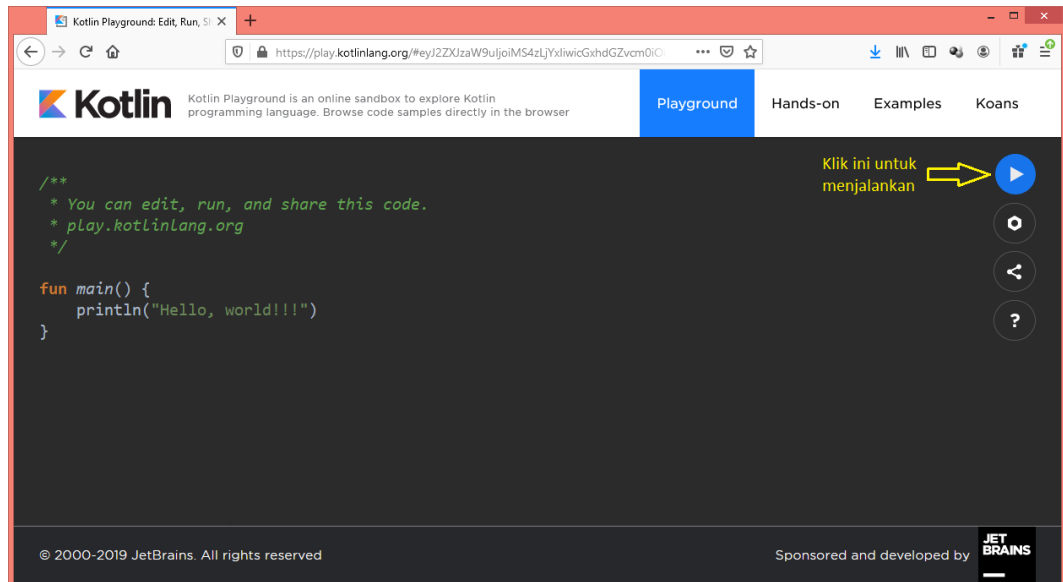 Kotlin Playground: Edit, Run, Sh
https://play.kotlinlang.org/#eyJ2ZXJzaW9uIjoiMS4zLjYxIiwicGxhdGZvcm0iOi
Kotlin
Kotlin Playground is an online sandbox to explore Kotlin
programming language. Browse code samples directly in the browser
Playground
Hands-on
Examples
Koans
Klik ini untuk
menjalankan
/**
 * You can edit, run, and share this code.
 * play.kotlinlang.org
 */
fun main() {
    println("Hello, world!!!")
}
?
© 2000-2019 JetBrains. All rights reserved
Sponsored and developed by
JET
BRAINS